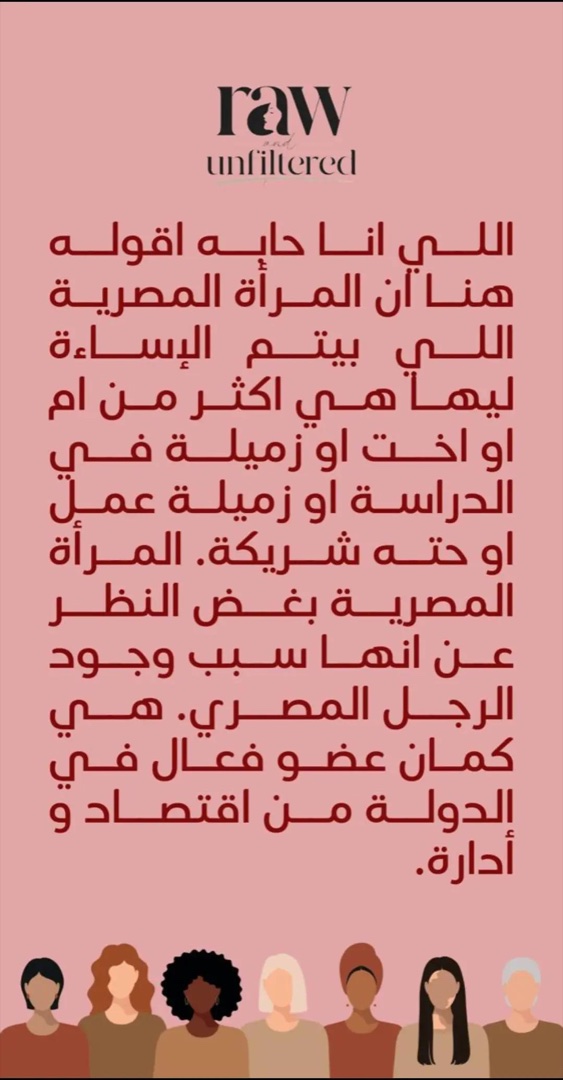 raw
and
unfiltered
اللي انا حابه اقوله
هنا ان المرأة المصرية
اللي بيتم الإساءة
ليها هي اكثر من ام
او اخت او زميلة في
الدراسة او زميلة عمل
او حته شريكة. المرأة
المصرية بغض النظر
عن انها سبب وجود
الرجل المصري. هي
كمان عضو فعال في
الدولة من اقتصاد و
أدارة.